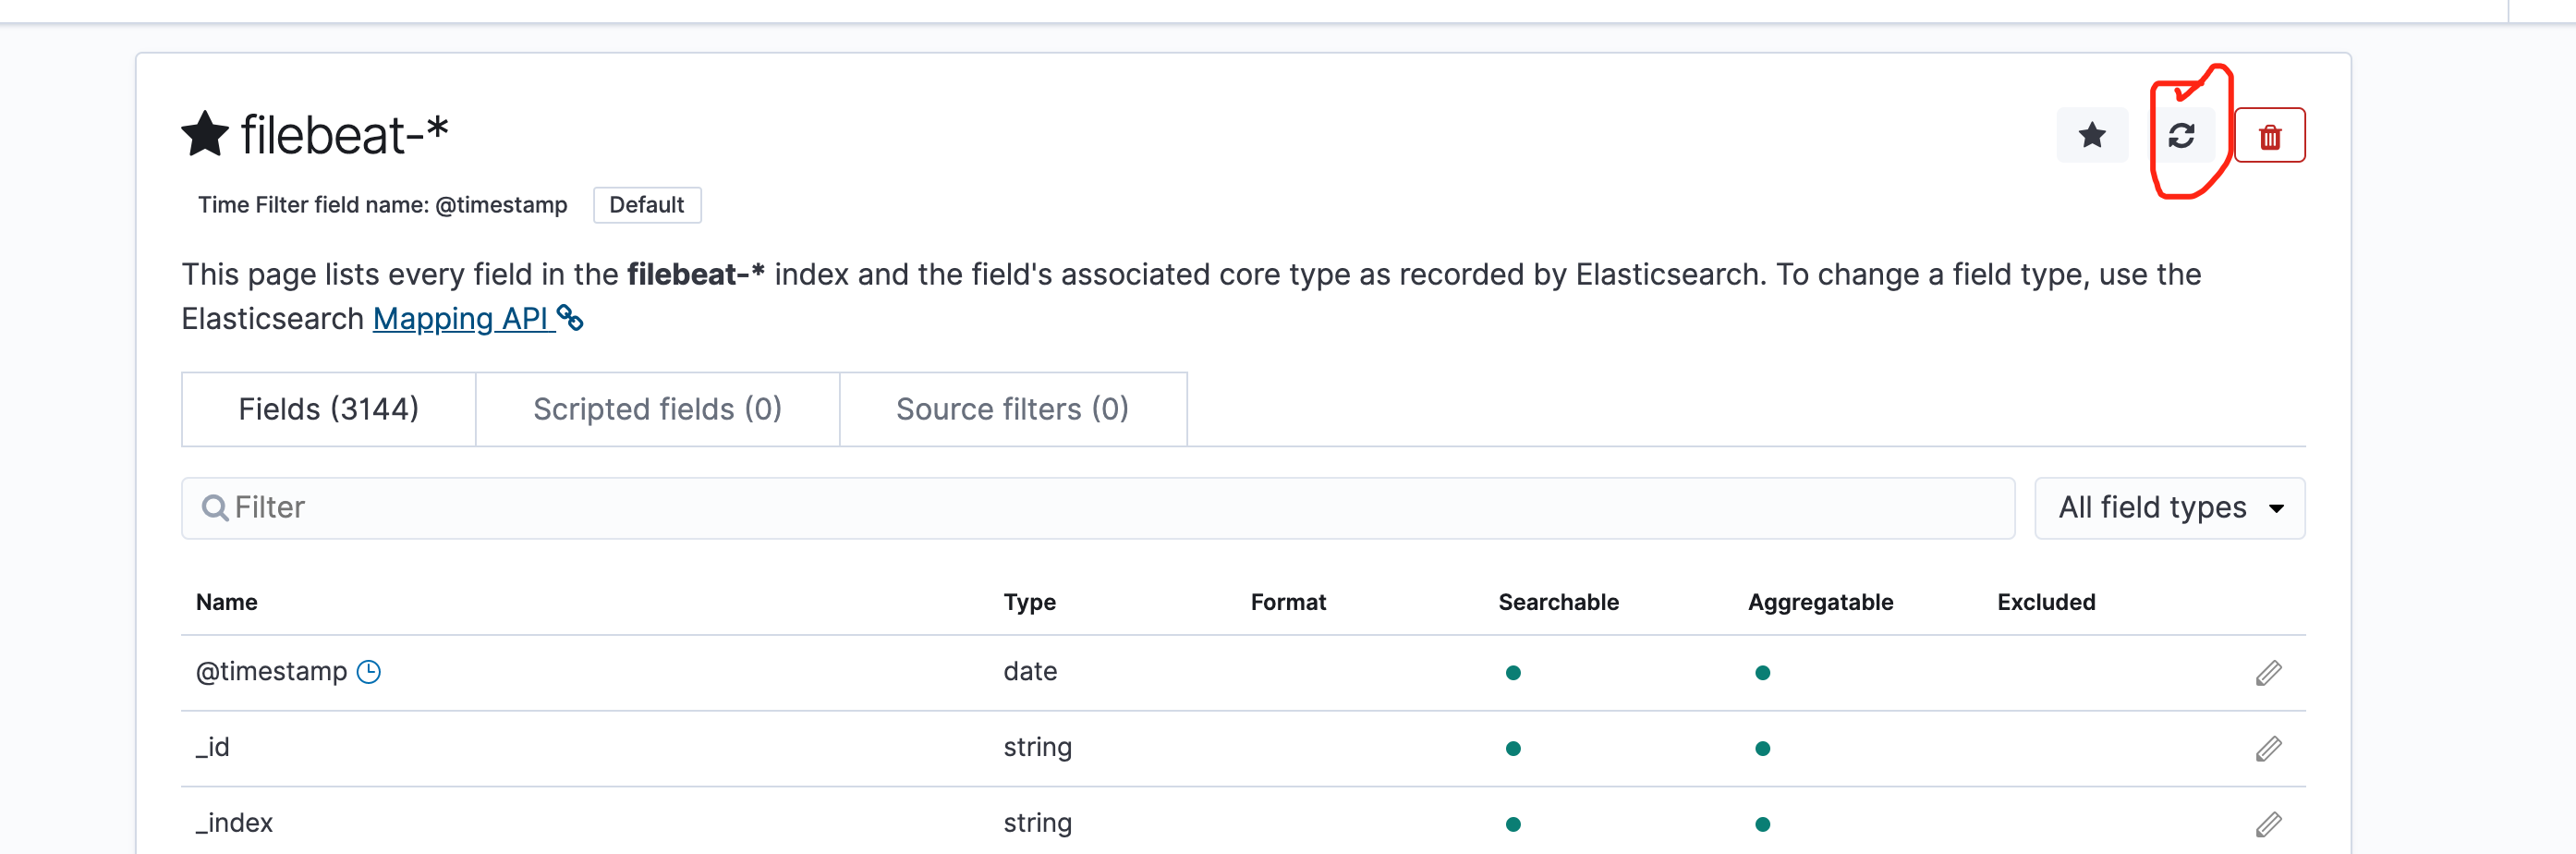 filebeat-*
Time Filter field name: @timestamp Default
This page lists every field in the filebeat-* index and the field's associated core type as recorded by Elasticsearch. To change a field type, use the
Elasticsearch Mapping API
Fields (3144) Scripted fields (0) Source filters (0)
Filter All field types
Name Type Format Searchable Aggregatable Excluded
@timestamp date
_id string
_index string